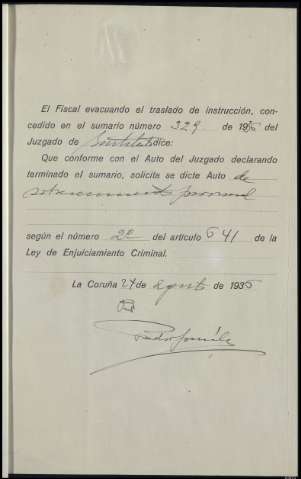 El Fiscal evacuando el traslado de instrucción, con-
cedido en el sumario número 329 de 1935 del
Juzgado de dice:
Que conforme con el Auto del Juzgado declarando
terminado el sumario, solicita se dicte Auto de
sobreseimiento provisional
según el número 2º del artículo 641 de la
Ley de Enjuiciamiento Criminal.
La Coruña 27 de agosto de 1935